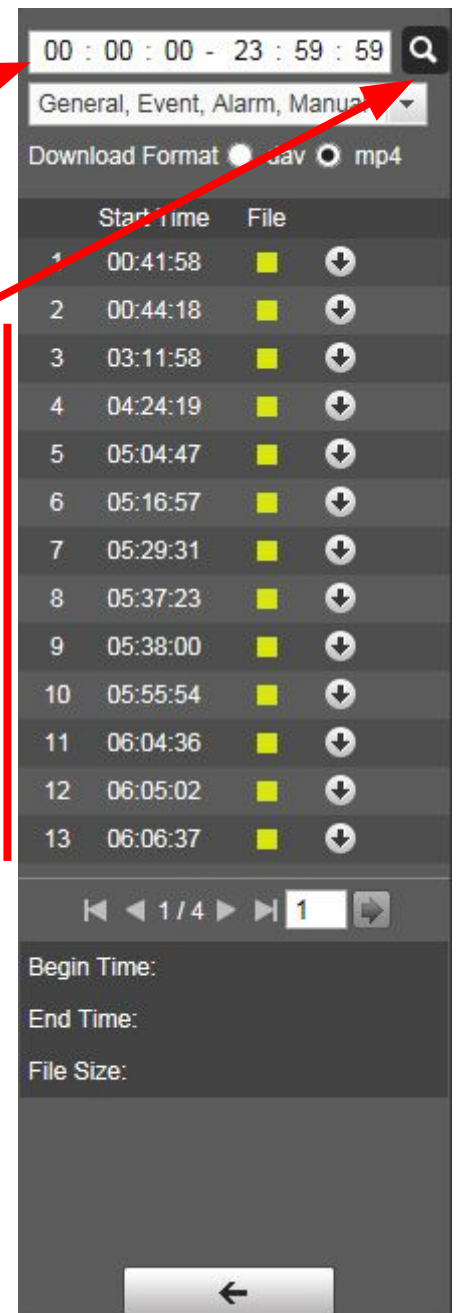 00 : 00 : 00 - 23 : 59 : 59
General, Event, Alarm, Manua
Download Format dav mp4
Start Time File
1 00:41:58
2 00:44:18
3 03:11:58
4 04:24:19
5 05:04:47
6 05:16:57
7 05:29:31
8 05:37:23
9 05:38:00
10 05:55:54
11 06:04:36
12 06:05:02
13 06:06:37
1 / 4 1
Begin Time:
End Time:
File Size: